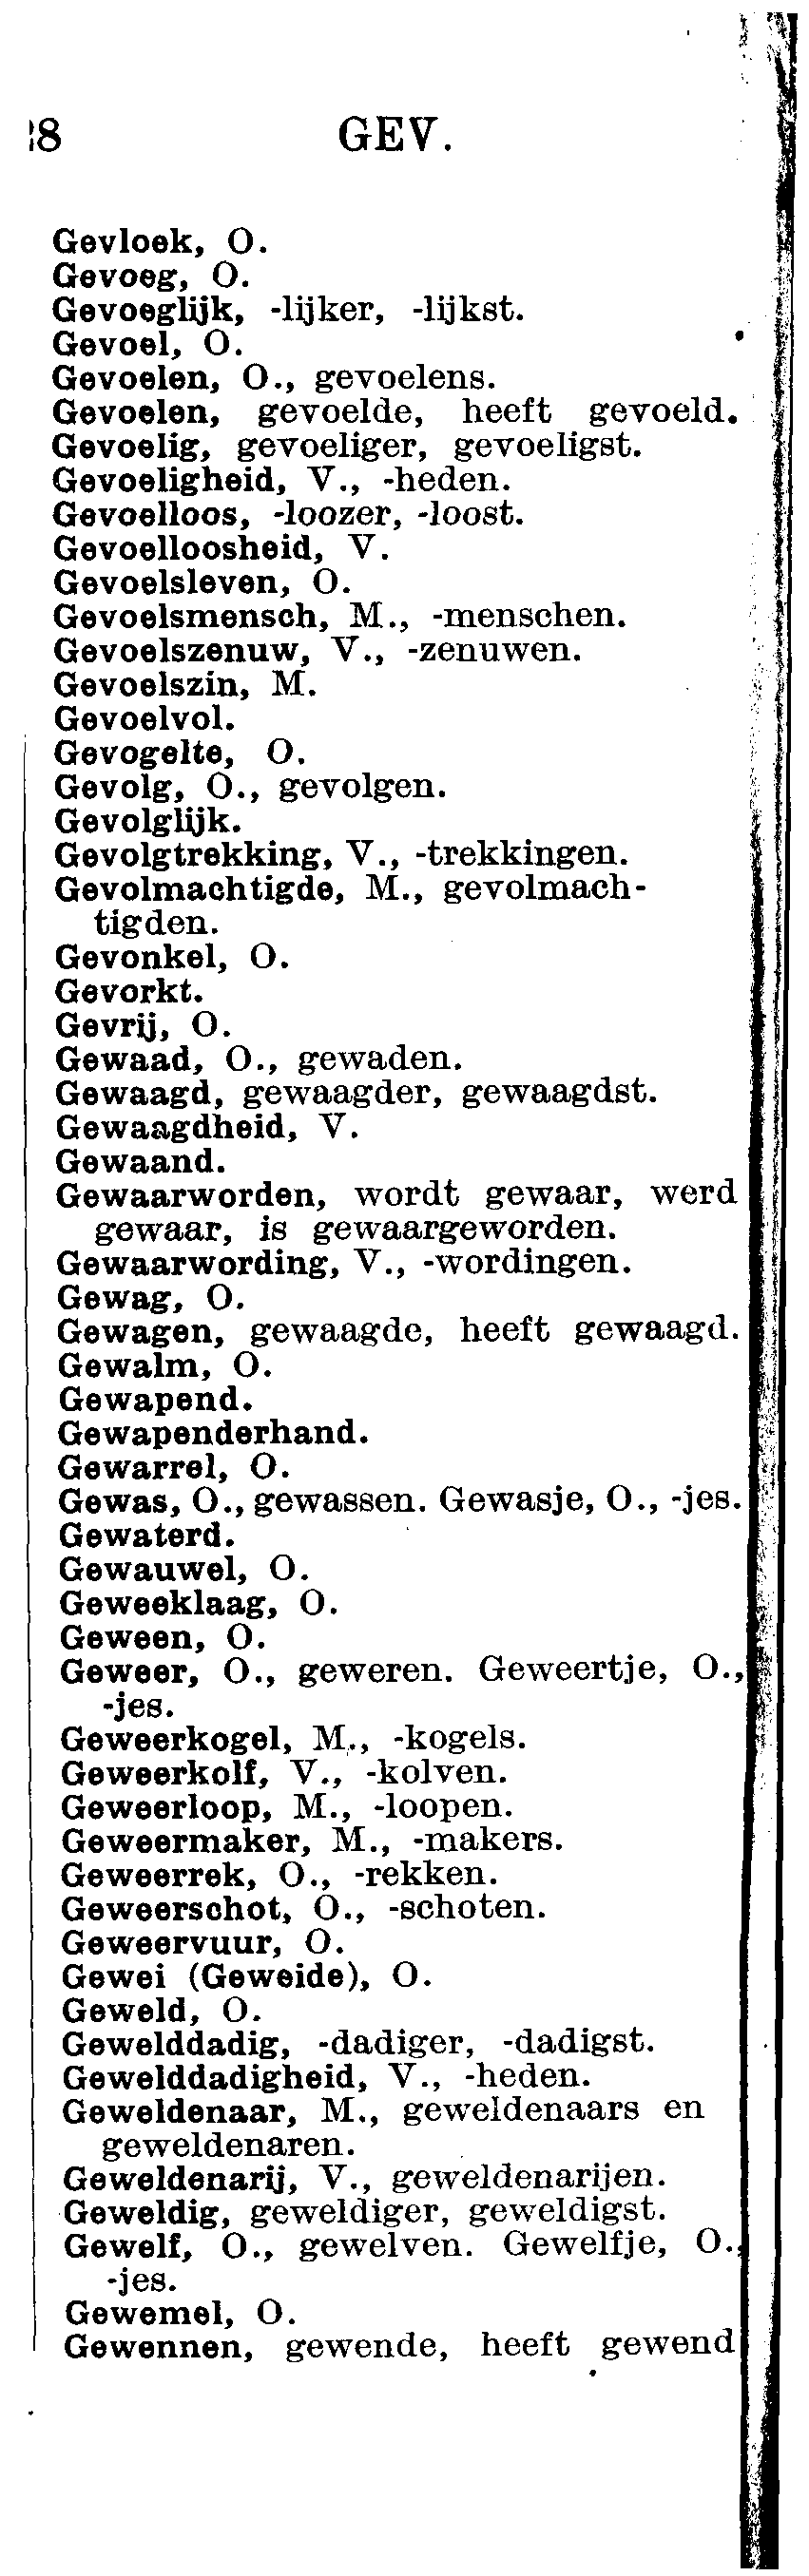 8 GEV.
Gevloek, O.
Gevoeg, O.
Gevoeglijk, -lijker, -lijkst.
Gevoel, O.
Gevoelen, O., gevoelens.
Gevoelen, gevoelde, heeft gevoeld.
Gevoelig, gevoeliger, gevoeligst.
Gevoeligheid, V., -heden.
Gevoelloos, -loozer, -loost.
Gevoelloosheid, V.
Gevoelsleven, O.
Gevoelsmensch, M., -menschen.
Gevoelszenuw, V., -zenuwen.
Gevoelszin, M.
Gevoelvol.
Gevogelte, O.
Gevolg, O., gevolgen.
Gevolglijk.
Gevolgtrekking, V., -trekkingen.
Gevolmachtigde, M., gevolmach-
tigden.
Gevonkel, O.
Gevorkt.
Gevrij, O.
Gewaad, O., gewaden.
Gewaagd, gewaagder, gewaagdst.
Gewaagdheid, V.
Gewaand.
Gewaarworden, wordt gewaar, werd
gewaar, is gewaargeworden.
Gewaarwording, V., -wordingen.
Gewag, O.
Gewagen, gewaagde, heeft gewaagd.
Gewalm, O.
Gewapend.
Gewapenderhand.
Gewarrel, O.
Gewas, O., gewassen. Gewasje, O., -jes.
Gewaterd.
Gewauwel, O.
Geweeklaag, O.
Geween, O.
Geweer, O., geweren. Geweertje, O.,
-jes.
Geweerkogel, M., -kogels.
Geweerkolf, V., -kolven.
Geweerloop, M., -loopen.
Geweermaker, M., -makers.
Geweerrek, O., -rekken.
Geweerschot, O., -schoten.
Geweervuur, O.
Gewei (Geweide), O.
Geweld, O.
Gewelddadig, -dadiger, -dadigst.
Gewelddadigheid, V., -heden.
Geweldenaar, M., geweldenaars en
geweldenaren.
Geweldenarij, V., geweldenarijen.
Geweldig, geweldiger, geweldigst.
Gewelf, O., gewelven. Gewelfje, O.,
-jes.
Gewemel, O.
Gewennen, gewende, heeft gewend